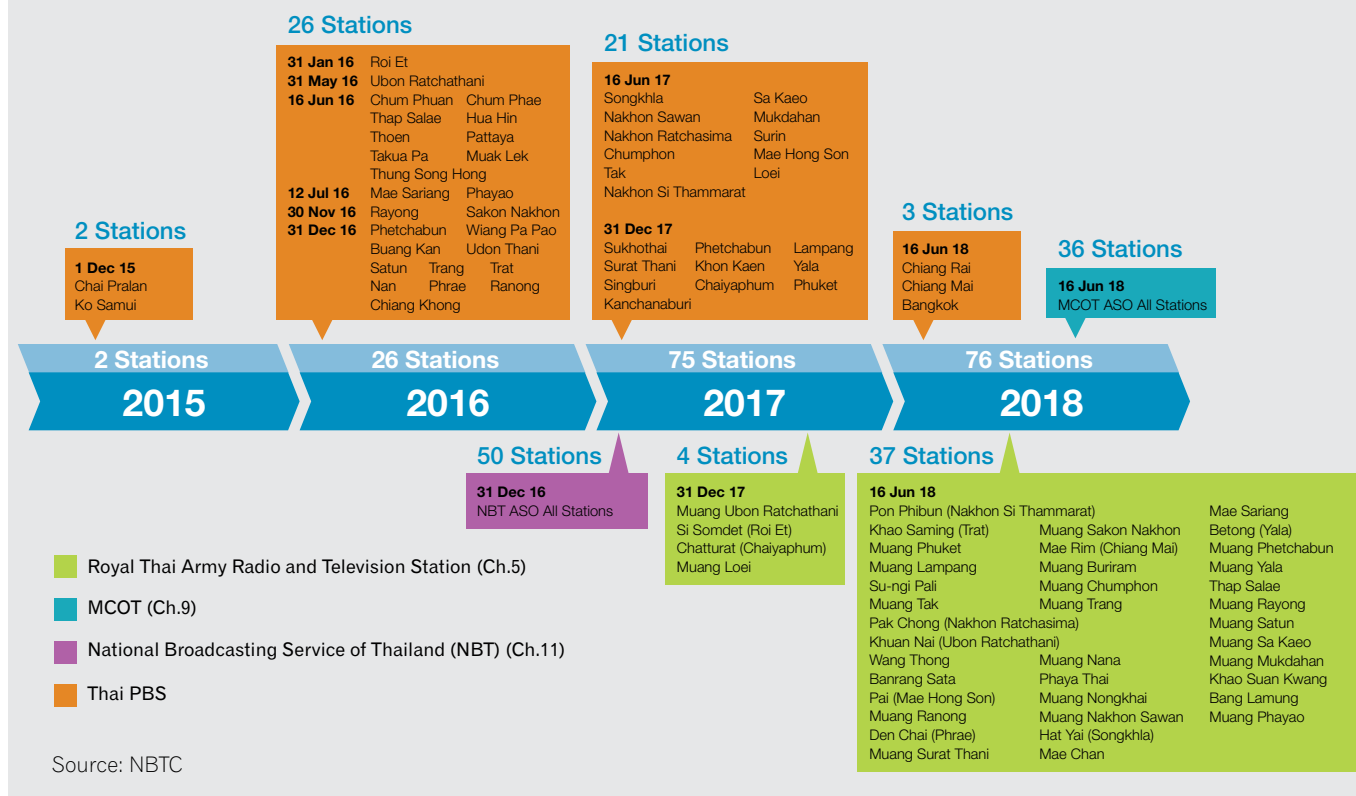 2 Stations
1 Dec 15
Chai Pralan
Ko Samui
26 Stations
31 Jan 16 Roi Et
31 May 16 Ubon Ratchathani
16 Jun 16 Chum Phuan Chum Phae
Thap Salae Hua Hin
Thoen Pattaya
Takua Pa Muak Lek
Thung Song Hong
12 Jul 16 Mae Sariang Phayao
30 Nov 16 Rayong Sakon Nakhon
31 Dec 16 Phetchabun Wiang Pa Pao
Buang Kan Udon Thani
Satun Trang Trat
Nan Phrae Ranong
Chiang Khong
21 Stations
16 Jun 17
Songkhla Sa Kaeo
Nakhon Sawan Mukdahan
Nakhon Ratchasima Surin
Chumphon Mae Hong Son
Tak Loei
Nakhon Si Thammarat
31 Dec 17
Sukhothai Phetchabun Lampang
Surat Thani Khon Kaen Yala
Singburi Chaiyaphum Phuket
Kanchanaburi
3 Stations
16 Jun 18
Chiang Rai
Chiang Mai
Bangkok
36 Stations
16 Jun 18
MCOT ASO All Stations
2 Stations 26 Stations 75 Stations 76 Stations
2015 2016 2017 2018
50 Stations
31 Dec 16
NBT ASO All Stations
4 Stations
31 Dec 17
Muang Ubon Ratchathani
Si Somdet (Roi Et)
Chatturat (Chaiyaphum)
Muang Loei
37 Stations
16 Jun 18
Pon Phibun (Nakhon Si Thammarat) Mae Sariang
Khao Saming (Trat) Muang Sakon Nakhon Betong (Yala)
Muang Phuket Mae Rim (Chiang Mai) Muang Phetchabun
Muang Lampang Muang Buriram Muang Yala
Su-ngi Pali Muang Chumphon Thap Salae
Muang Tak Muang Trang Muang Rayong
Pak Chong (Nakhon Ratchasima) Muang Satun
Khuan Nai (Ubon Ratchathani) Muang Sa Kaeo
Wang Thong Muang Nana Muang Mukdahan
Banrang Sata Phaya Thai Khao Suan Kwang
Pai (Mae Hong Son) Muang Nongkhai Bang Lamung
Muang Ranong Muang Nakhon Sawan Muang Phayao
Den Chai (Phrae) Hat Yai (Songkhla)
Muang Surat Thani Mae Chan
Royal Thai Army Radio and Television Station (Ch.5)
MCOT (Ch.9)
National Broadcasting Service of Thailand (NBT) (Ch.11)
Thai PBS
Source: NBTC